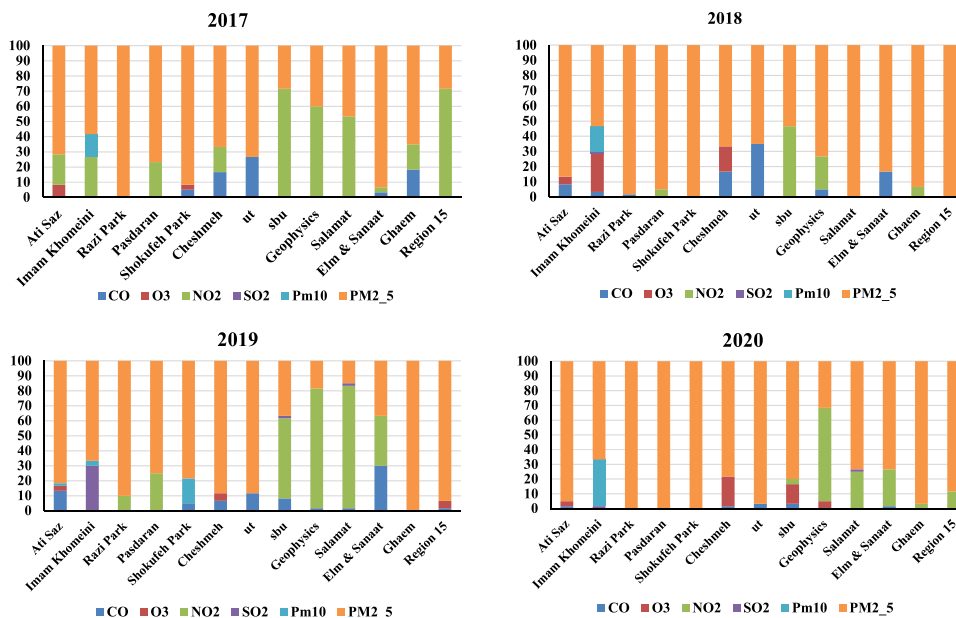 2017
100
90
80
70
60
50
40
30
20
10
0
Ati Saz
Imam Khomeini
Razi Park
Pasdaran
Shokufeh Park
Cheshmeh
ut
sbu
Geophysics
Salamat
Elm & Sanaat
Ghaem
Region 15
CO O3 NO2 SO2 Pm10 PM2_5
2018
100
90
80
70
60
50
40
30
20
10
0
Ati Saz
Imam Khomeini
Razi Park
Pasdaran
Shokufeh Park
Cheshmeh
ut
sbu
Geophysics
Salamat
Elm & Sanaat
Ghaem
Region 15
CO O3 NO2 SO2 Pm10 PM2_5
2019
100
90
80
70
60
50
40
30
20
10
0
Ati Saz
Imam Khomeini
Razi Park
Pasdaran
Shokufeh Park
Cheshmeh
ut
sbu
Geophysics
Salamat
Elm & Sanaat
Ghaem
Region 15
CO O3 NO2 SO2 Pm10 PM2_5
2020
100
90
80
70
60
50
40
30
20
10
0
Ati Saz
Imam Khomeini
Razi Park
Pasdaran
Shokufeh Park
Cheshmeh
ut
sbu
Geophysics
Salamat
Elm & Sanaat
Ghaem
Region 15
CO O3 NO2 SO2 Pm10 PM2_5